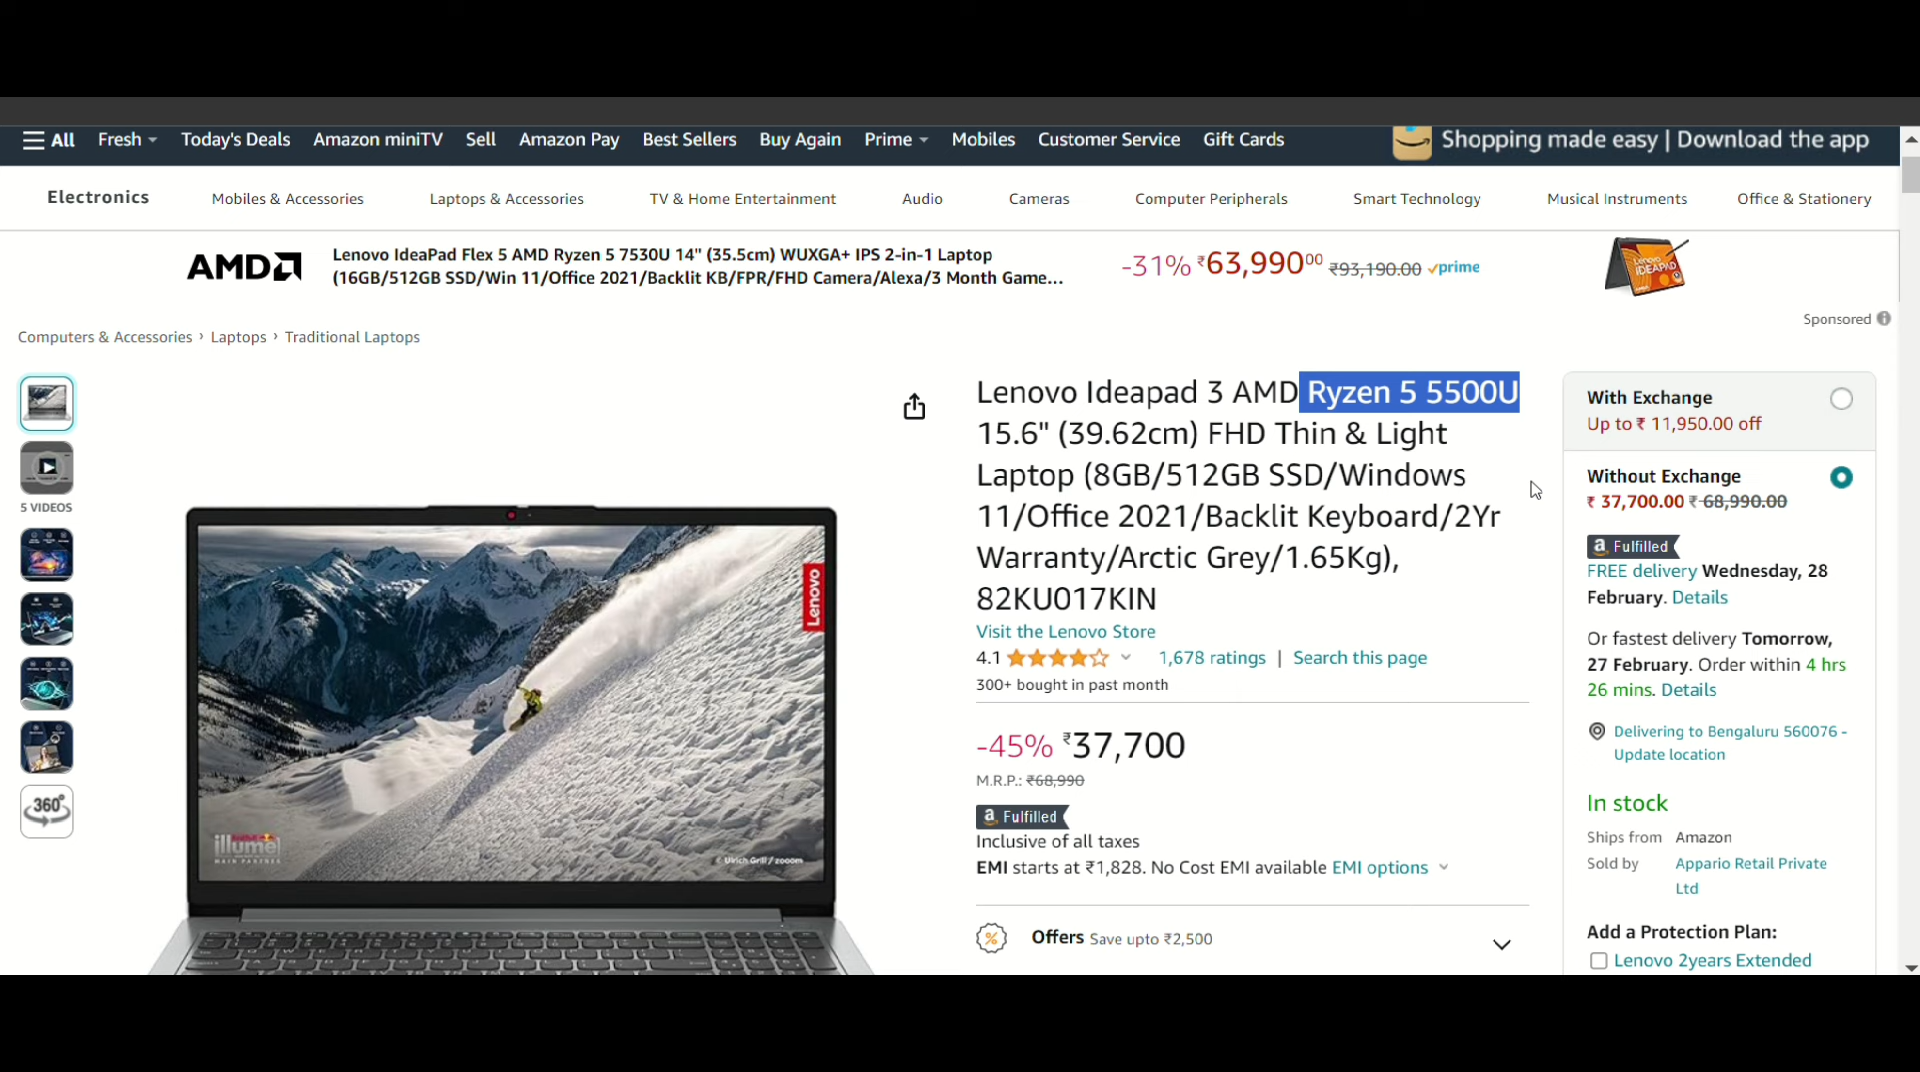 All Fresh Today's Deals Amazon miniTV Sell Amazon Pay Best Sellers Buy Again Prime Mobiles Customer Service Gift Cards Shopping made easy | Download the app
Electronics Mobiles & Accessories Laptops & Accessories TV & Home Entertainment Audio Cameras Computer Peripherals Smart Technology Musical Instruments Office & Stationery
AMD
Lenovo IdeaPad Flex 5 AMD Ryzen 5 7530U 14" (35.5cm) WUXGA+ IPS 2-in-1 Laptop
(16GB/512GB SSD/Win 11/Office 2021/Backlit KB/FPR/FHD Camera/Alexa/3 Month Game...
-31% ₹63,990⁰⁰ ₹93,190.00 prime
Lenovo
IDEAPAD
Sponsored
Computers & Accessories › Laptops › Traditional Laptops
5 VIDEOS
360°
Lenovo
illume
MAIN PARTNER
© Ulrich Grill / zooom
Lenovo Ideapad 3 AMD Ryzen 5 5500U
15.6" (39.62cm) FHD Thin & Light
Laptop (8GB/512GB SSD/Windows
11/Office 2021/Backlit Keyboard/2Yr
Warranty/Arctic Grey/1.65Kg),
82KU017KIN
Visit the Lenovo Store
4.1 1,678 ratings | Search this page
300+ bought in past month
-45% ₹37,700
M.R.P.: ₹68,990
a Fulfilled
Inclusive of all taxes
EMI starts at ₹1,828. No Cost EMI available EMI options
% Offers Save upto ₹2,500
With Exchange
Up to ₹ 11,950.00 off
Without Exchange
₹ 37,700.00 ₹ 68,990.00
a Fulfilled
FREE delivery Wednesday, 28
February. Details
Or fastest delivery Tomorrow,
27 February. Order within 4 hrs
26 mins. Details
Delivering to Bengaluru 560076 -
Update location
In stock
Ships from Amazon
Sold by Appario Retail Private
Ltd
Add a Protection Plan:
Lenovo 2years Extended